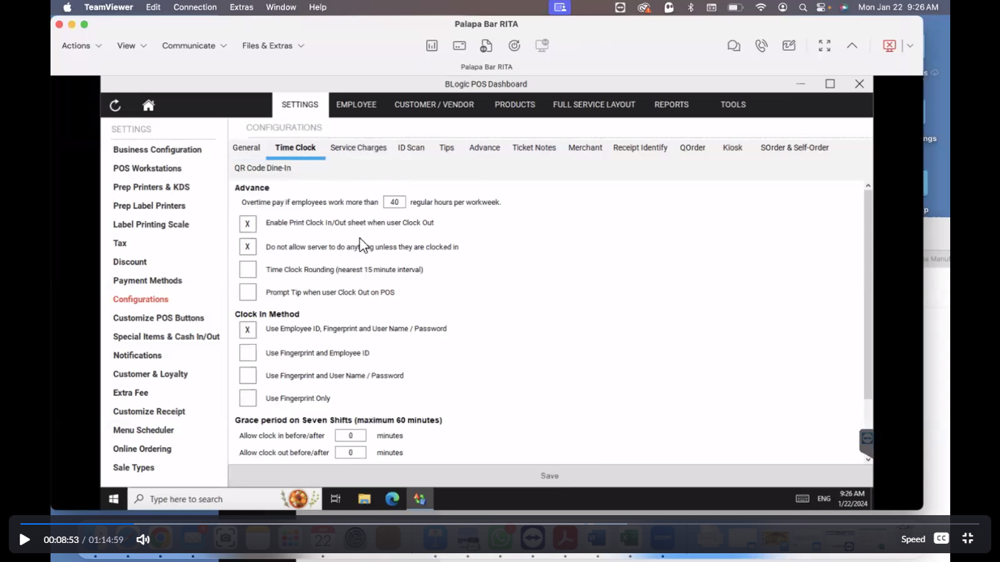 TeamViewer Edit Connection Extras Window Help Mon Jan 22 9:26 AM
Palapa Bar RITA
Actions View Communicate Files & Extras
Palapa Bar RITA
BLogic POS Dashboard
SETTINGS EMPLOYEE CUSTOMER / VENDOR PRODUCTS FULL SERVICE LAYOUT REPORTS TOOLS
SETTINGS
Business Configuration
POS Workstations
Prep Printers & KDS
Prep Label Printers
Label Printing Scale
Tax
Discount
Payment Methods
Configurations
Customize POS Buttons
Special Items & Cash In/Out
Notifications
Customer & Loyalty
Extra Fee
Customize Receipt
Menu Scheduler
Online Ordering
Sale Types
CONFIGURATIONS
General Time Clock Service Charges ID Scan Tips Advance Ticket Notes Merchant Receipt Identify QOrder Kiosk SOrder & Self-Order
QR Code Dine-In
Advance
Overtime pay if employees work more than 40 regular hours per workweek.
X Enable Print Clock In/Out sheet when user Clock Out
X Do not allow server to do unless they are clocked in
Time Clock Rounding (nearest 15 minute interval)
Prompt Tip when user Clock Out on POS
Clock In Method
X Use Employee ID, Fingerprint and User Name / Password
Use Fingerprint and Employee ID
Use Fingerprint and User Name / Password
Use Fingerprint Only
Grace period on Seven Shifts (maximum 60 minutes)
Allow clock in before/after 0 minutes
Allow clock out before/after 0 minutes
Save
Type here to search
ENG
9:26 AM
1/22/2024
22
00:08:53 / 01:14:59
Speed CC